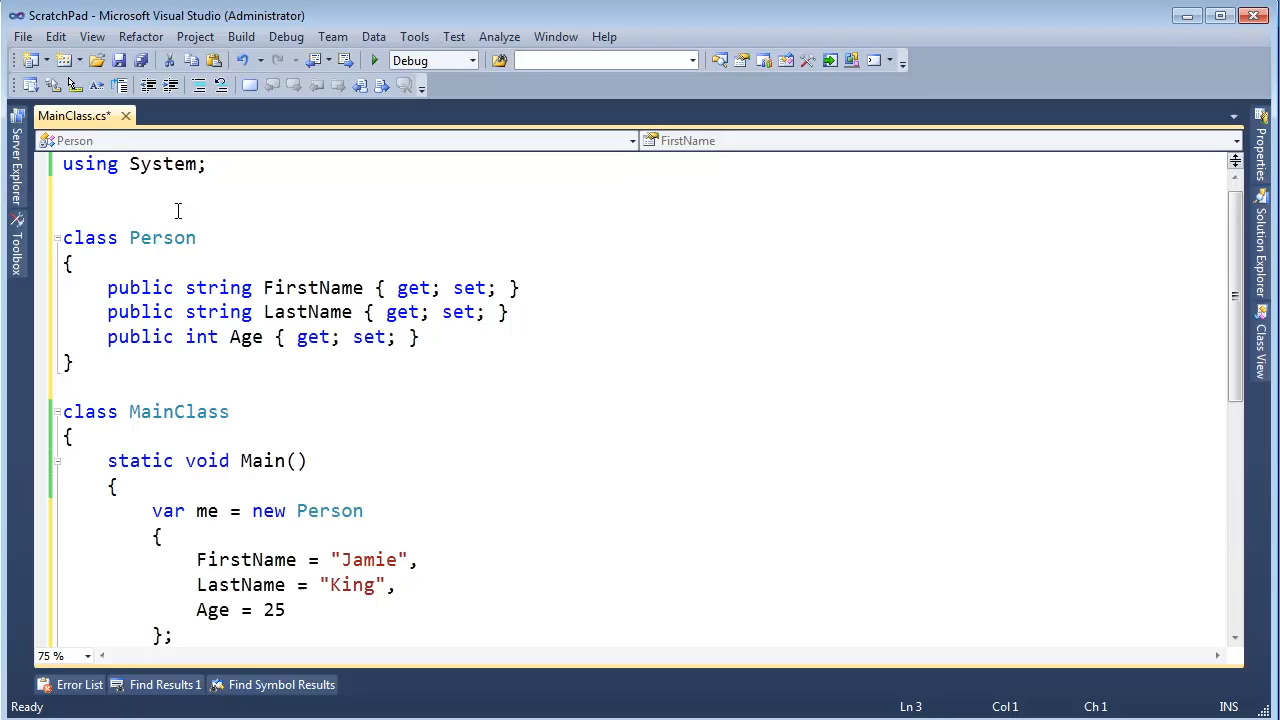 ScratchPad - Microsoft Visual Studio (Administrator)
File Edit View Refactor Project Build Debug Team Data Tools Test Analyze Window Help
Debug
MainClass.cs*
Person FirstName
Server Explorer
Toolbox
Properties
Solution Explorer
Class View
using System;
class Person
{
public string FirstName { get; set; }
public string LastName { get; set; }
public int Age { get; set; }
}
class MainClass
{
static void Main()
{
var me = new Person
{
FirstName = "Jamie",
LastName = "King",
Age = 25
};
75 %
Error List Find Results 1 Find Symbol Results
Ready Ln 3 Col 1 Ch 1 INS